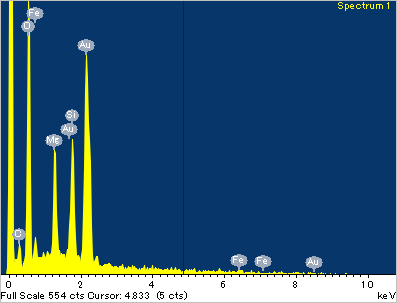 Spectrum 1
Fe
O
Au
Si
Au
Mg
C
Fe
Fe
Au
0 2 4 6 8 10
Full Scale 554 cts Cursor: 4.833 (5 cts) keV